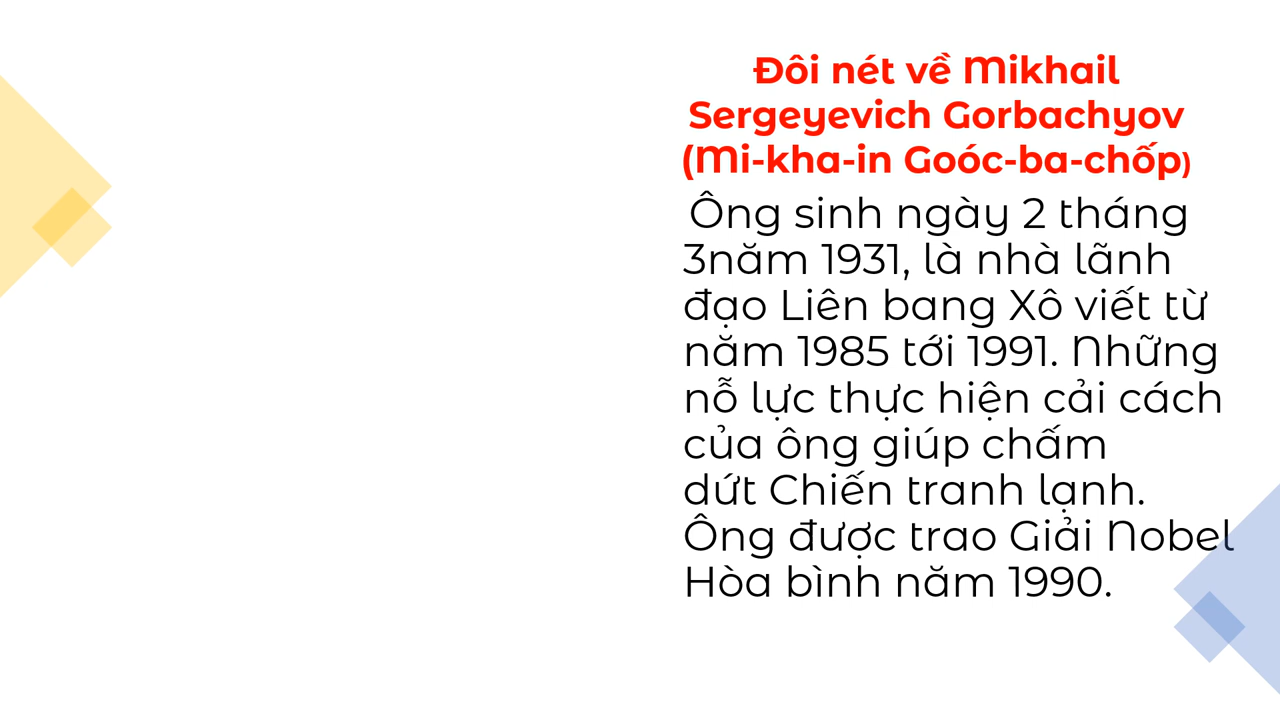 Đôi nét về Mikhail
Sergeyevich Gorbachyov
(Mi-kha-in Goóc-ba-chốp)
Ông sinh ngày 2 tháng
3năm 1931, là nhà lãnh
đạo Liên bang Xô viết từ
năm 1985 tới 1991. Những
nỗ lực thực hiện cải cách
của ông giúp chấm
dứt Chiến tranh lạnh.
Ông được trao Giải Nobel
Hòa bình năm 1990.